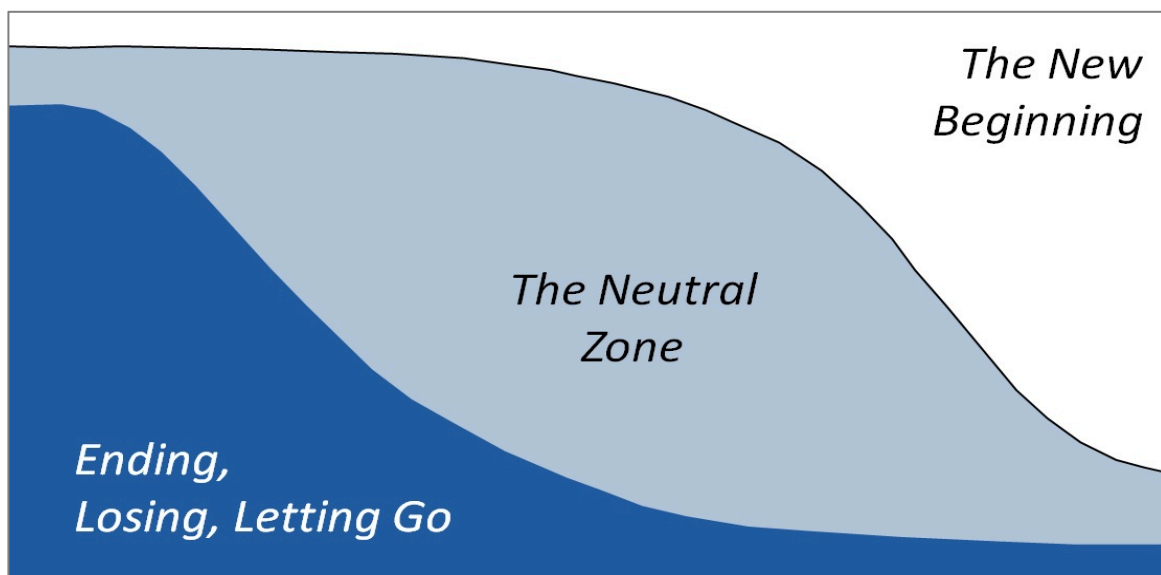 The New
Beginning
The Neutral
Zone
Ending,
Losing, Letting Go